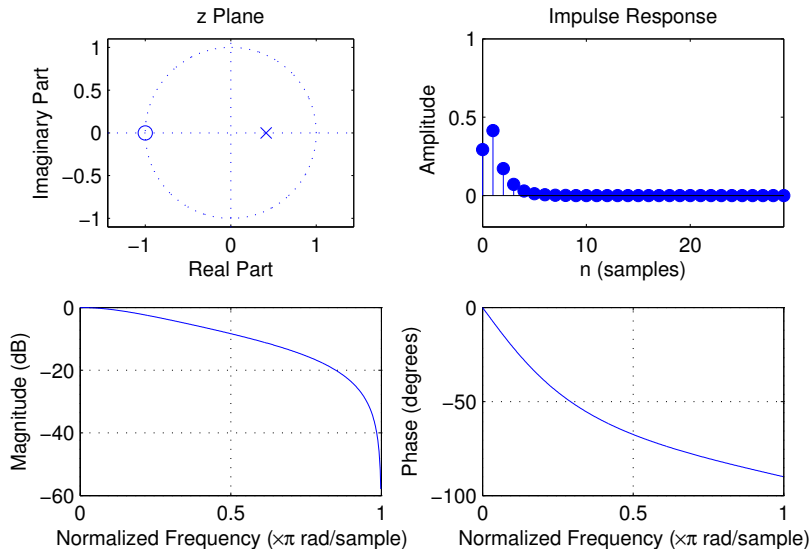 z Plane
1
0.5
0
−0.5
−1
−1
0
1
Imaginary Part
Real Part
Impulse Response
1
0.5
0
0
10
20
Amplitude
n (samples)
0
−20
−40
−60
0
0.5
1
Magnitude (dB)
Normalized Frequency (×π rad/sample)
0
−50
−100
0
0.5
1
Phase (degrees)
Normalized Frequency (×π rad/sample)